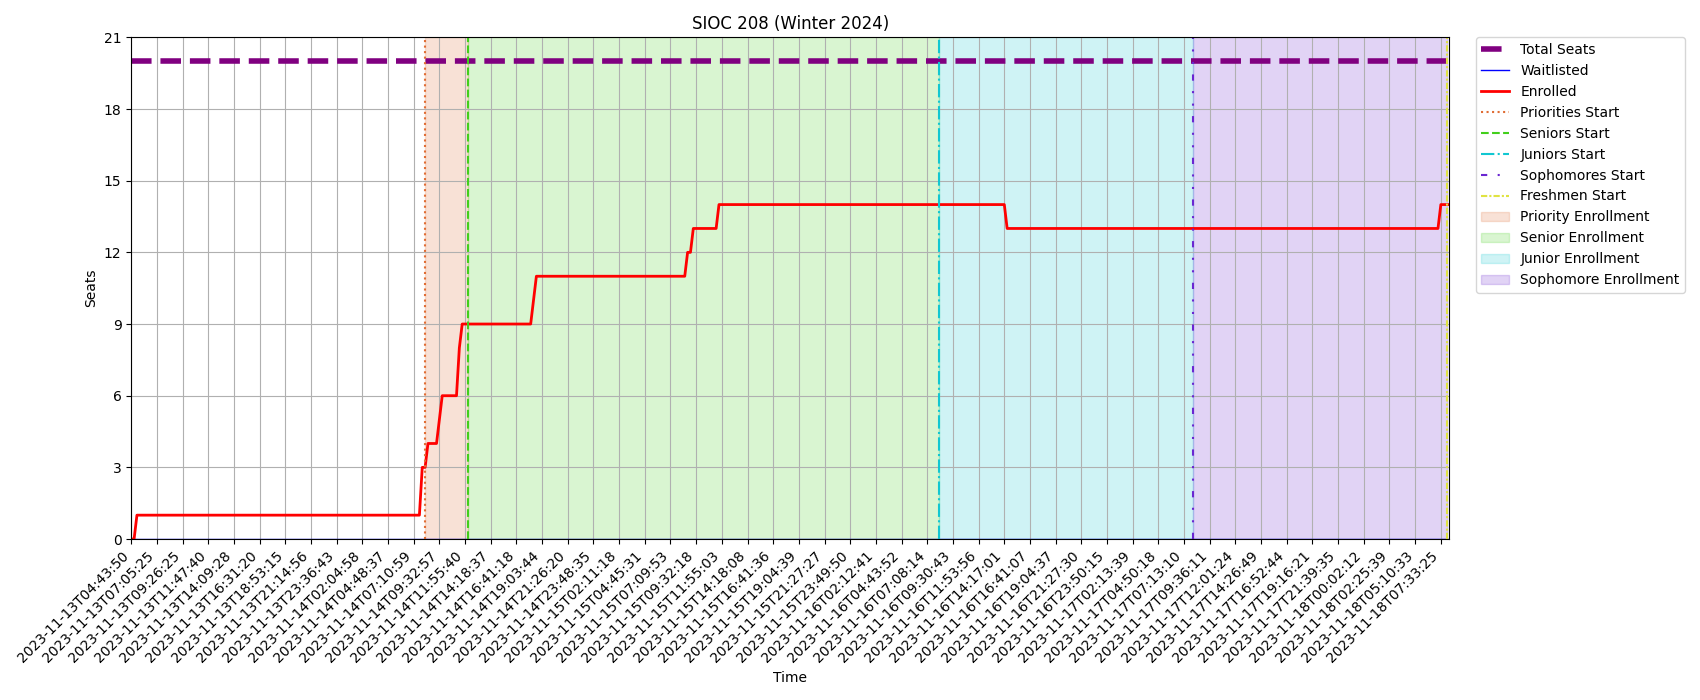 SIOC 208 (Winter 2024)
21
18
15
12
9
6
3
0
Seats
2023-11-13T04:43:50
2023-11-13T07:05:25
2023-11-13T09:26:25
2023-11-13T11:47:40
2023-11-13T14:09:28
2023-11-13T16:31:20
2023-11-13T18:53:15
2023-11-13T21:14:56
2023-11-13T23:36:43
2023-11-14T02:04:58
2023-11-14T04:48:37
2023-11-14T07:10:59
2023-11-14T09:32:57
2023-11-14T11:55:40
2023-11-14T14:18:37
2023-11-14T16:41:18
2023-11-14T19:03:44
2023-11-14T21:26:20
2023-11-14T23:48:35
2023-11-15T02:11:18
2023-11-15T04:45:31
2023-11-15T07:09:53
2023-11-15T09:32:18
2023-11-15T11:55:03
2023-11-15T14:18:08
2023-11-15T16:41:36
2023-11-15T19:04:39
2023-11-15T21:27:27
2023-11-15T23:49:50
2023-11-16T02:12:41
2023-11-16T04:43:52
2023-11-16T07:08:14
2023-11-16T09:30:43
2023-11-16T11:53:56
2023-11-16T14:17:01
2023-11-16T16:41:07
2023-11-16T19:04:37
2023-11-16T21:27:30
2023-11-16T23:50:15
2023-11-17T02:13:39
2023-11-17T04:50:18
2023-11-17T07:13:10
2023-11-17T09:36:11
2023-11-17T12:01:24
2023-11-17T14:26:49
2023-11-17T16:52:44
2023-11-17T19:16:21
2023-11-17T21:39:35
2023-11-18T00:02:12
2023-11-18T02:25:39
2023-11-18T05:10:33
2023-11-18T07:33:25
Time
Total Seats
Waitlisted
Enrolled
Priorities Start
Seniors Start
Juniors Start
Sophomores Start
Freshmen Start
Priority Enrollment
Senior Enrollment
Junior Enrollment
Sophomore Enrollment